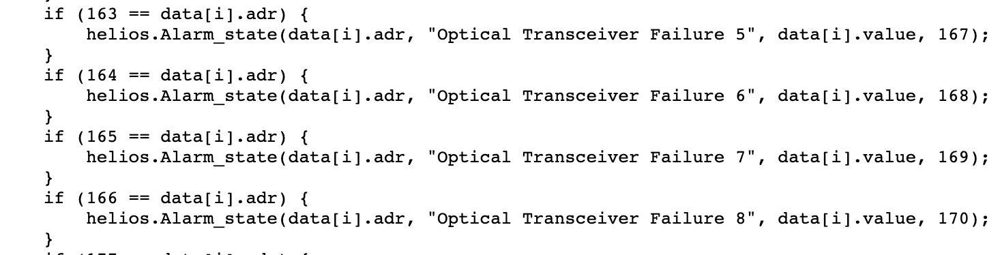 if (163 == data[i].adr) {
helios.Alarm_state(data[i].adr, "Optical Transceiver Failure 5", data[i].value, 167);
}
if (164 == data[i].adr) {
helios.Alarm_state(data[i].adr, "Optical Transceiver Failure 6", data[i].value, 168);
}
if (165 == data[i].adr) {
helios.Alarm_state(data[i].adr, "Optical Transceiver Failure 7", data[i].value, 169);
}
if (166 == data[i].adr) {
helios.Alarm_state(data[i].adr, "Optical Transceiver Failure 8", data[i].value, 170);
}